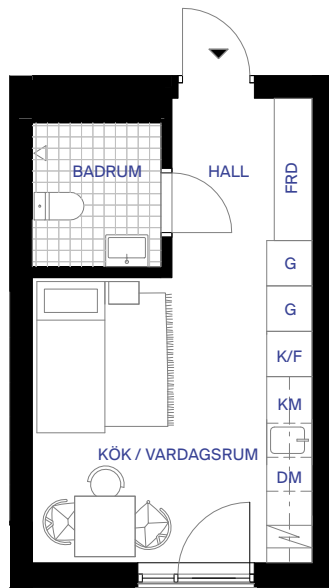 BADRUM
HALL
FRD
G
G
K/F
KM
KÖK / VARDAGSRUM
DM